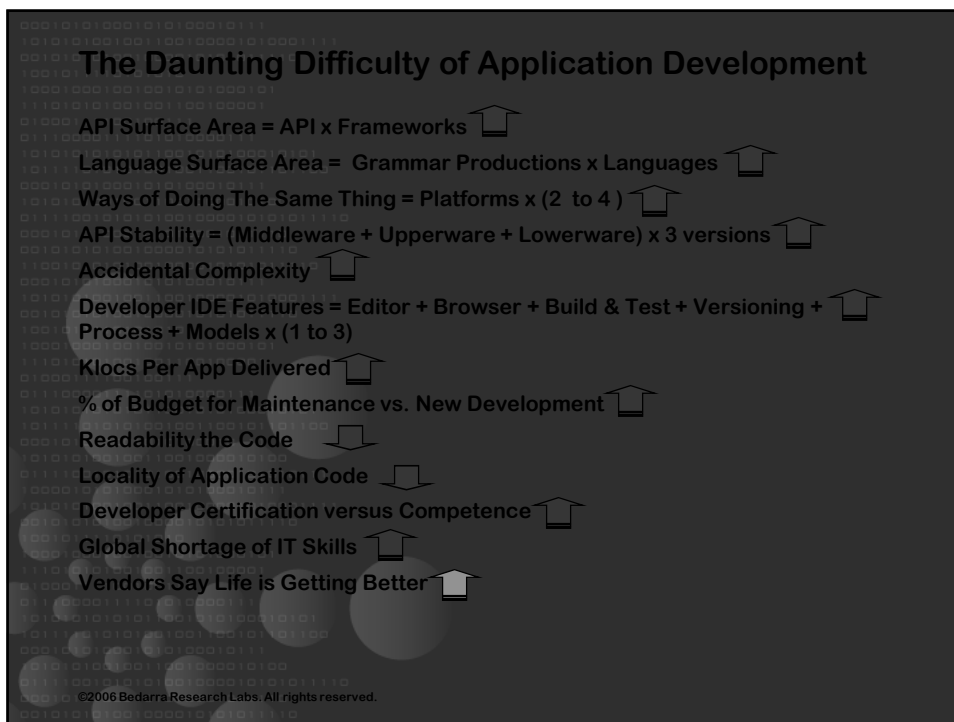 The Daunting Difficulty of Application Development
API Surface Area = API x Frameworks
Language Surface Area = Grammar Productions x Languages
Ways of Doing The Same Thing = Platforms x (2 to 4 )
API Stability = (Middleware + Upperware + Lowerware) x 3 versions
Accidental Complexity
Developer IDE Features = Editor + Browser + Build & Test + Versioning +
Process + Models x (1 to 3)
Klocs Per App Delivered
% of Budget for Maintenance vs. New Development
Readability the Code
Locality of Application Code
Developer Certification versus Competence
Global Shortage of IT Skills
Vendors Say Life is Getting Better
©2006 Bedarra Research Labs. All rights reserved.